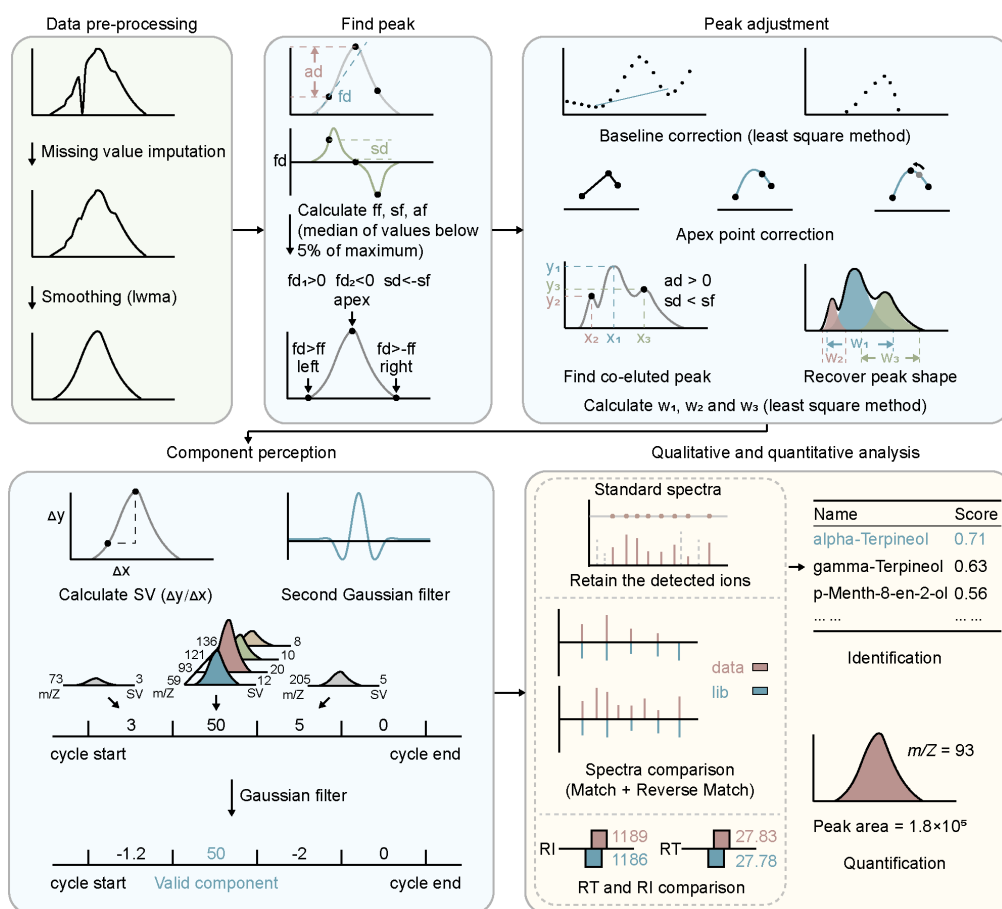 Data pre-processing
Missing value imputation
Smoothing (lwma)
Find peak
ad
fd
fd
sd
Calculate ff, sf, af
(median of values below
5% of maximum)
fd₁>0 fd₂<0 sd<-sf
apex
fd>ff
left
fd>-ff
right
Peak adjustment
Baseline correction (least square method)
Apex point correction
y₁
y₃
y₂
x₂ x₁ x₃
ad > 0
sd < sf
w₁
w₂
w₃
Find co-eluted peak
Recover peak shape
Calculate w₁, w₂ and w₃ (least square method)
Component perception
Δy
Δx
Calculate SV (Δy/Δx)
Second Gaussian filter
136
121
93
59
m/Z
8
10
20
12
SV
73
m/Z
3
SV
205
m/Z
5
SV
3 50 5 0
cycle start cycle end
Gaussian filter
-1.2 50 -2 0
cycle start Valid component cycle end
Qualitative and quantitative analysis
Standard spectra
Retain the detected ions
data
lib
Spectra comparison
(Match + Reverse Match)
RI 1189
1186
RT 27.83
27.78
RT and RI comparison
Name Score
alpha-Terpineol 0.71
gamma-Terpineol 0.63
p-Menth-8-en-2-ol 0.56
... ... ... ...
Identification
m/Z = 93
Peak area = 1.8×10⁵
Quantification